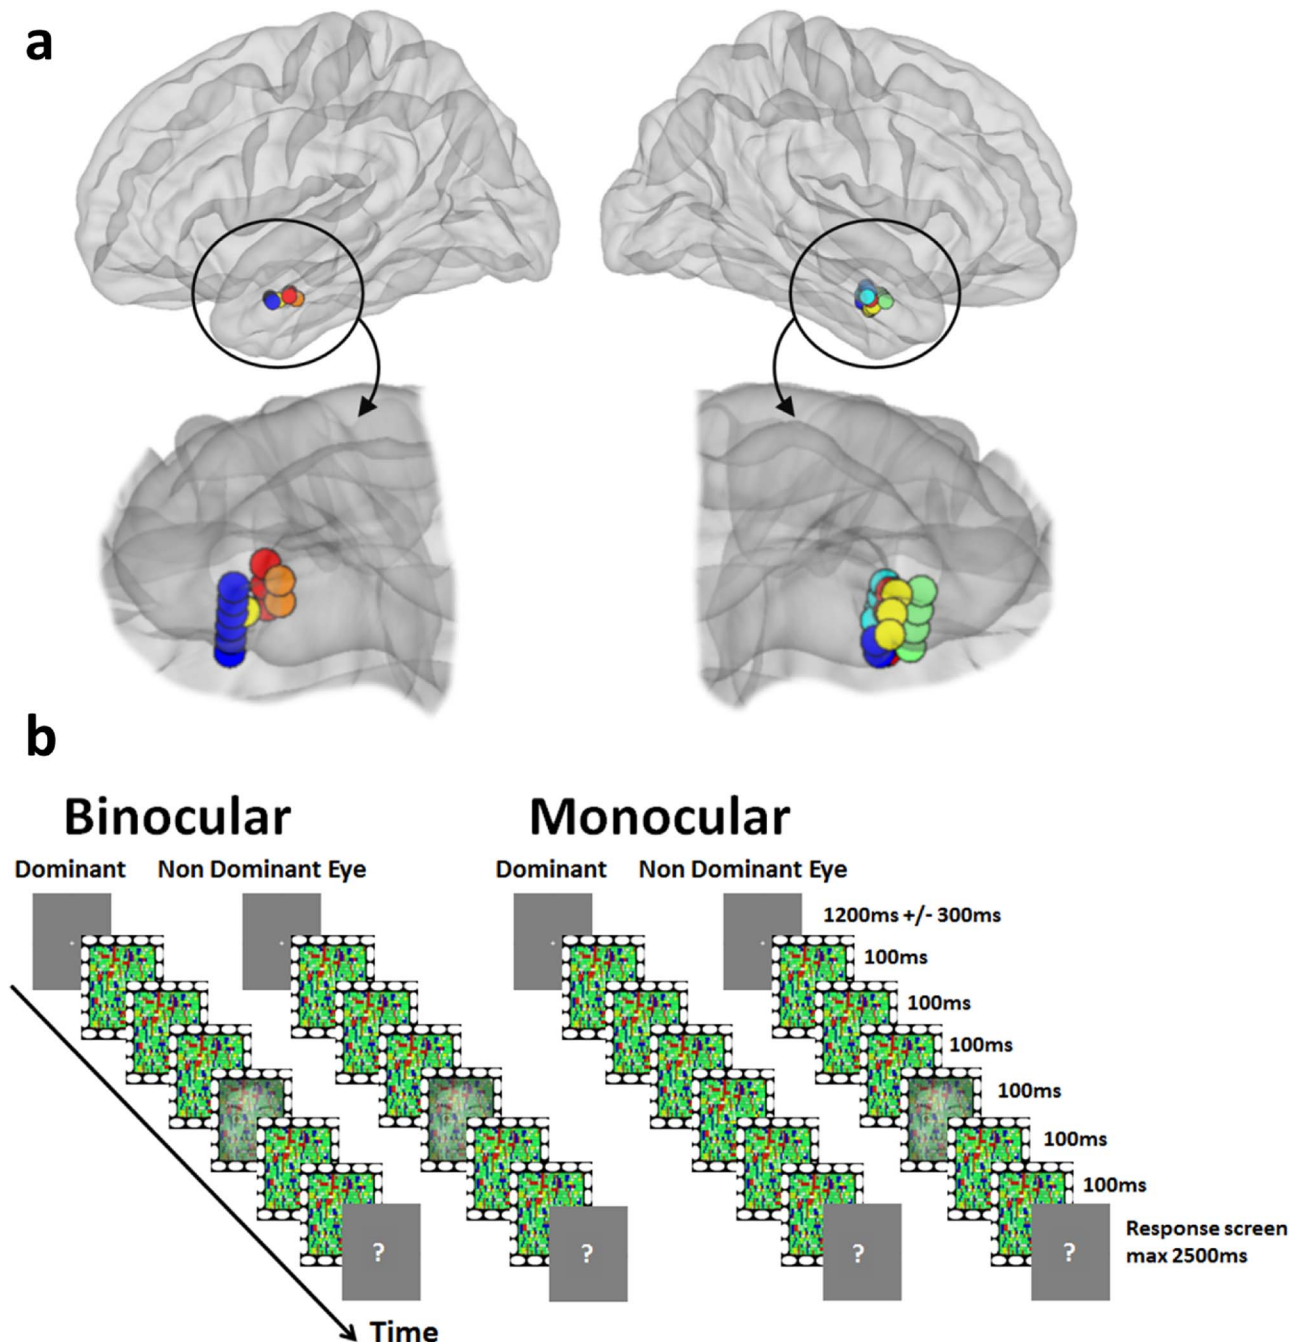 a
b
Binocular
Monocular
Dominant
Non Dominant Eye
Dominant
Non Dominant Eye
1200ms +/- 300ms
100ms
100ms
100ms
100ms
100ms
100ms
?
?
?
?
Response screen
max 2500ms
Time